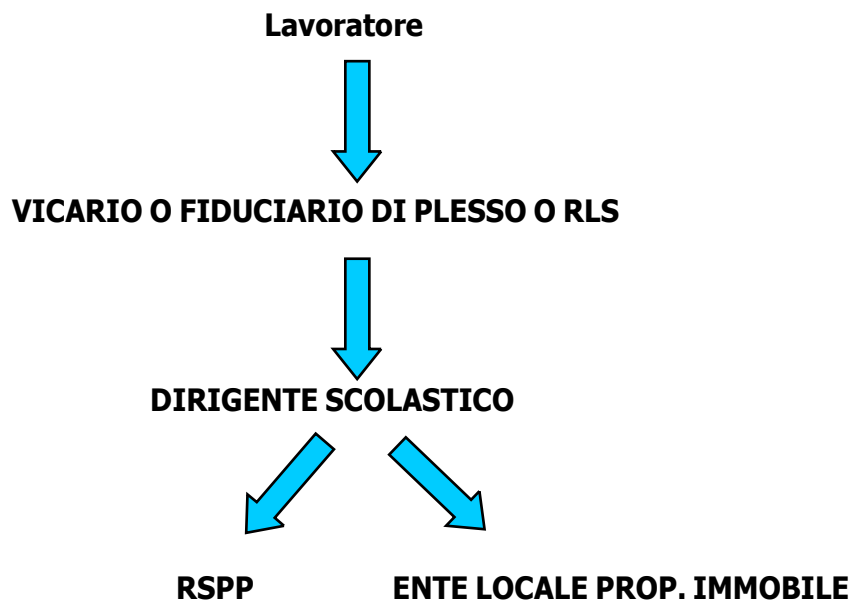 Lavoratore
VICARIO O FIDUCIARIO DI PLESSO O RLS
DIRIGENTE SCOLASTICO
RSPP
ENTE LOCALE PROP. IMMOBILE